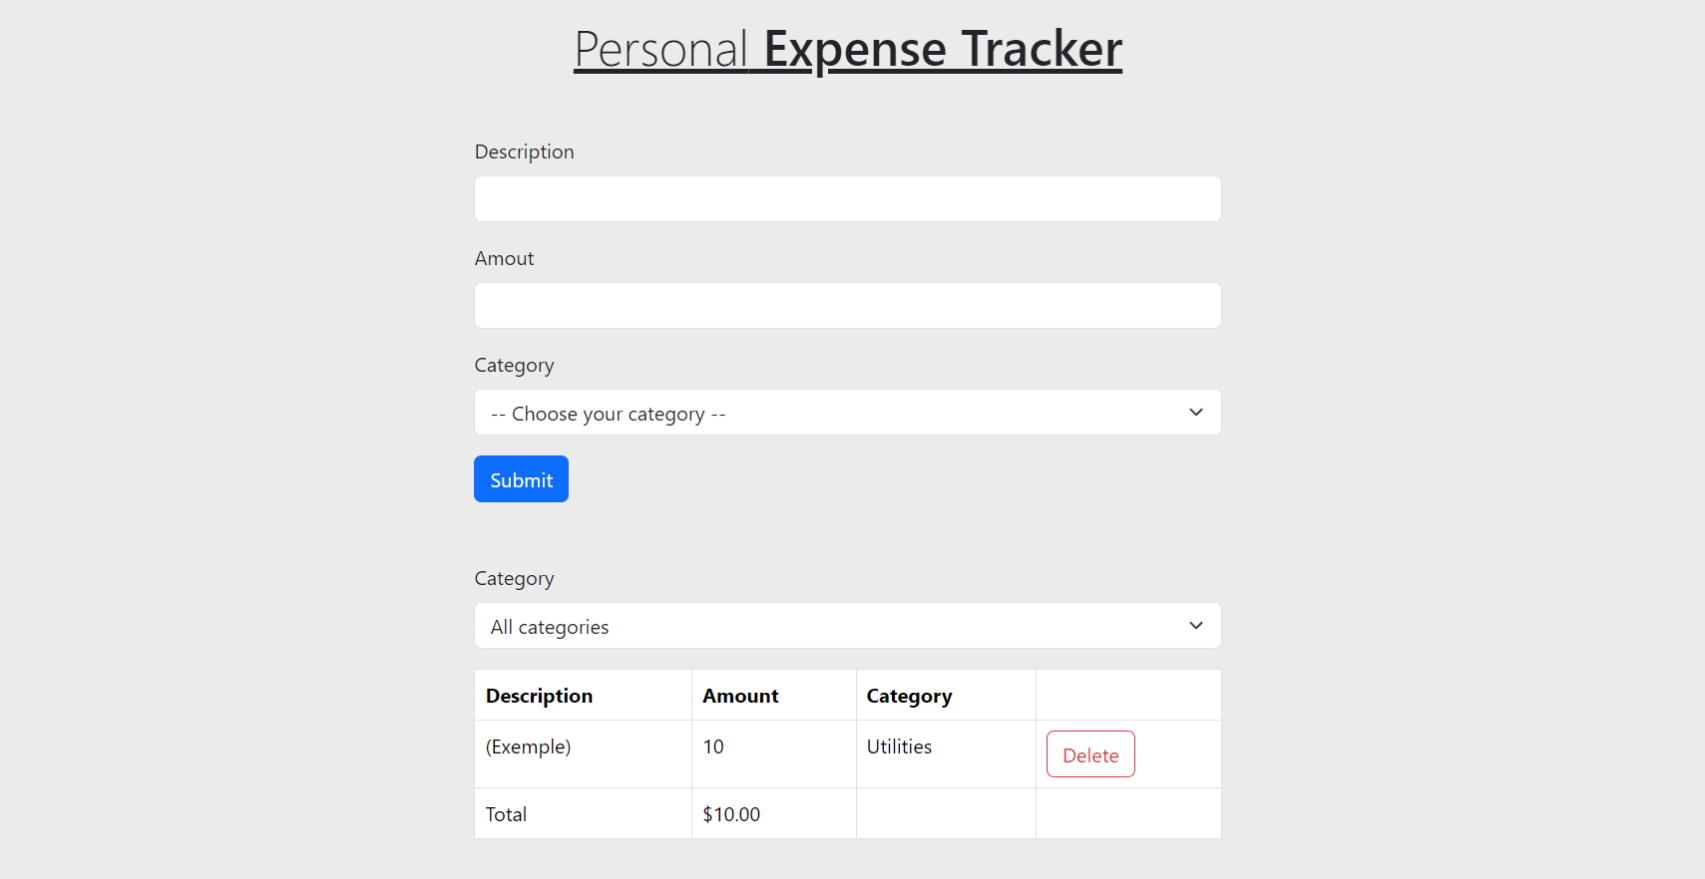 Personal Expense Tracker
Description
Amout
Category
-- Choose your category --
Submit
Category
All categories
Description Amount Category
(Exemple) 10 Utilities Delete
Total $10.00